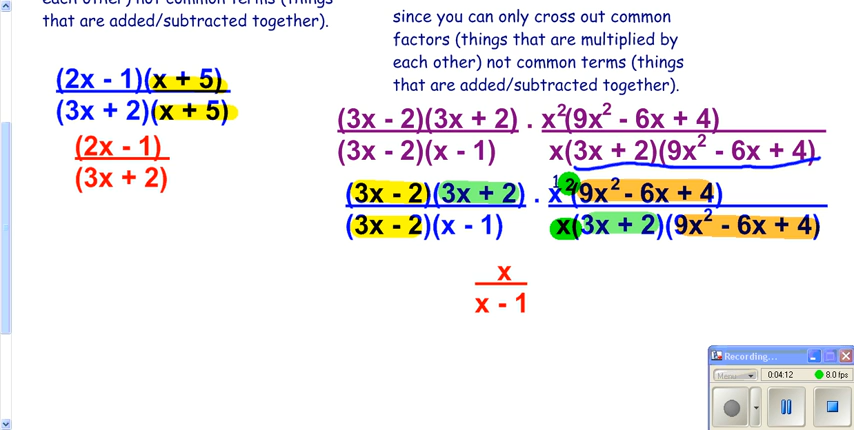 each other) not common terms (things
that are added/subtracted together).
(2x - 1)(x + 5)
(3x + 2)(x + 5)
(2x - 1)
(3x + 2)
since you can only cross out common
factors (things that are multiplied by
each other) not common terms (things
that are added/subtracted together).
(3x - 2)(3x + 2) . x²(9x² - 6x + 4)
(3x - 2)(x - 1) x(3x + 2)(9x² - 6x + 4)
(3x - 2)(3x + 2) . x¹ ²(9x² - 6x + 4)
(3x - 2)(x - 1) x(3x + 2)(9x² - 6x + 4)
x
x - 1
Recording...
Menu 0:04:12 8.0 fps